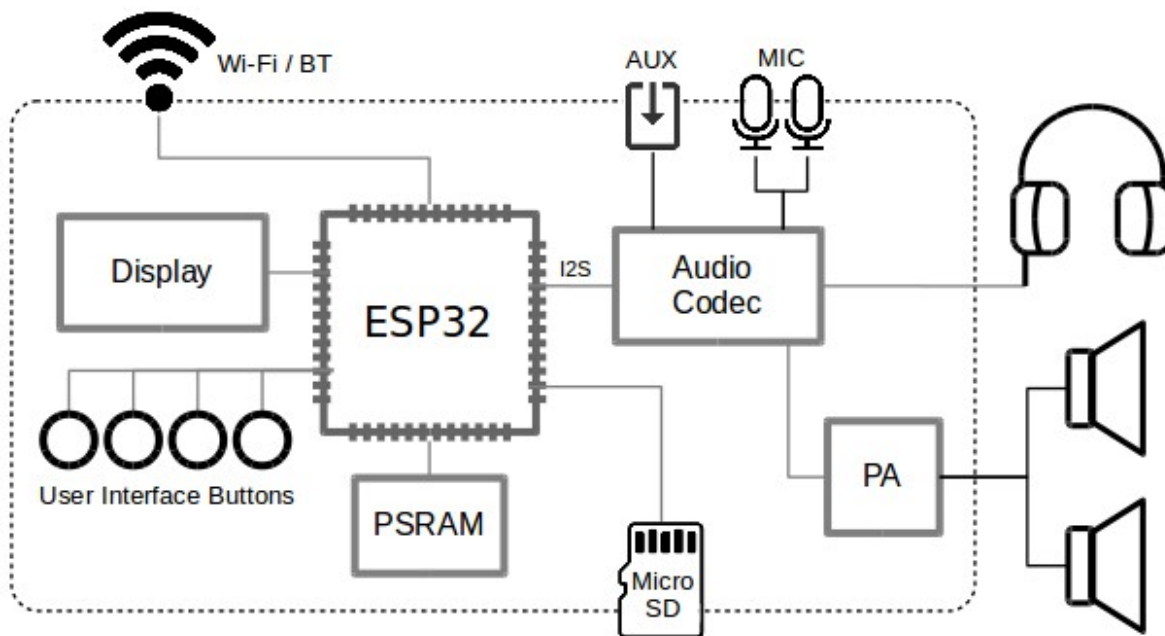 Wi-Fi / BT
AUX
MIC
Display
ESP32
I2S
Audio
Codec
User Interface Buttons
PSRAM
PA
Micro
SD